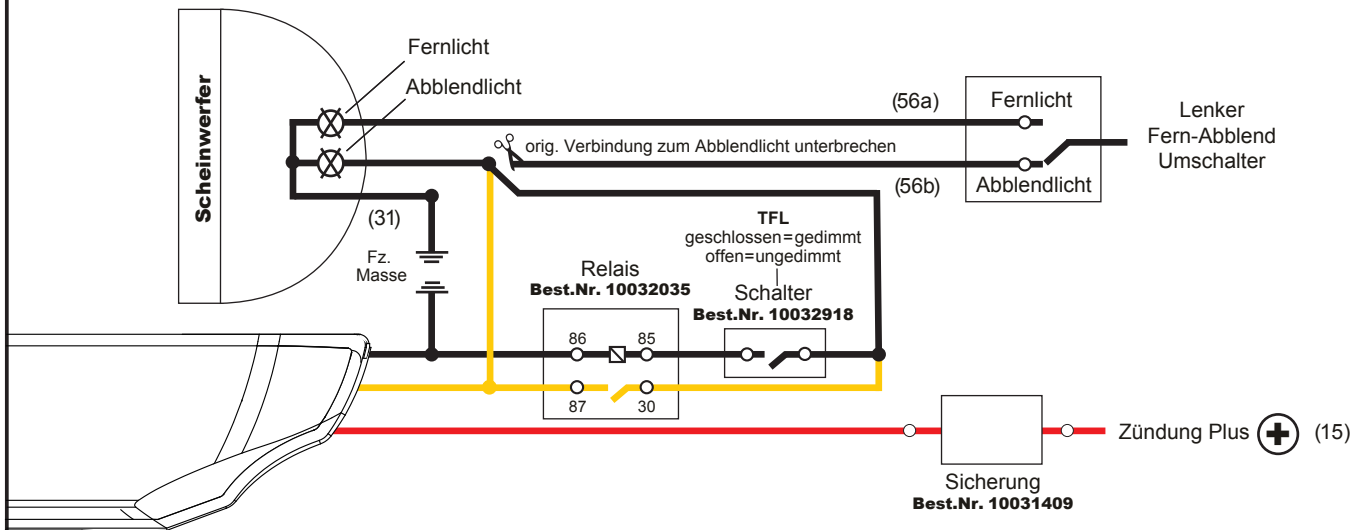 Fernlicht
Abblendlicht
Scheinwerfer
(56a)
Fernlicht
Lenker
Fern-Abblend
Umschalter
orig. Verbindung zum Abblendlicht unterbrechen
(56b)
Abblendlicht
(31)
Fz.
Masse
TFL
geschlossen=gedimmt
offen=ungedimmt
Relais
Best.Nr. 10032035
Schalter
Best.Nr. 10032918
86
85
87
30
Zündung Plus
(15)
Sicherung
Best.Nr. 10031409